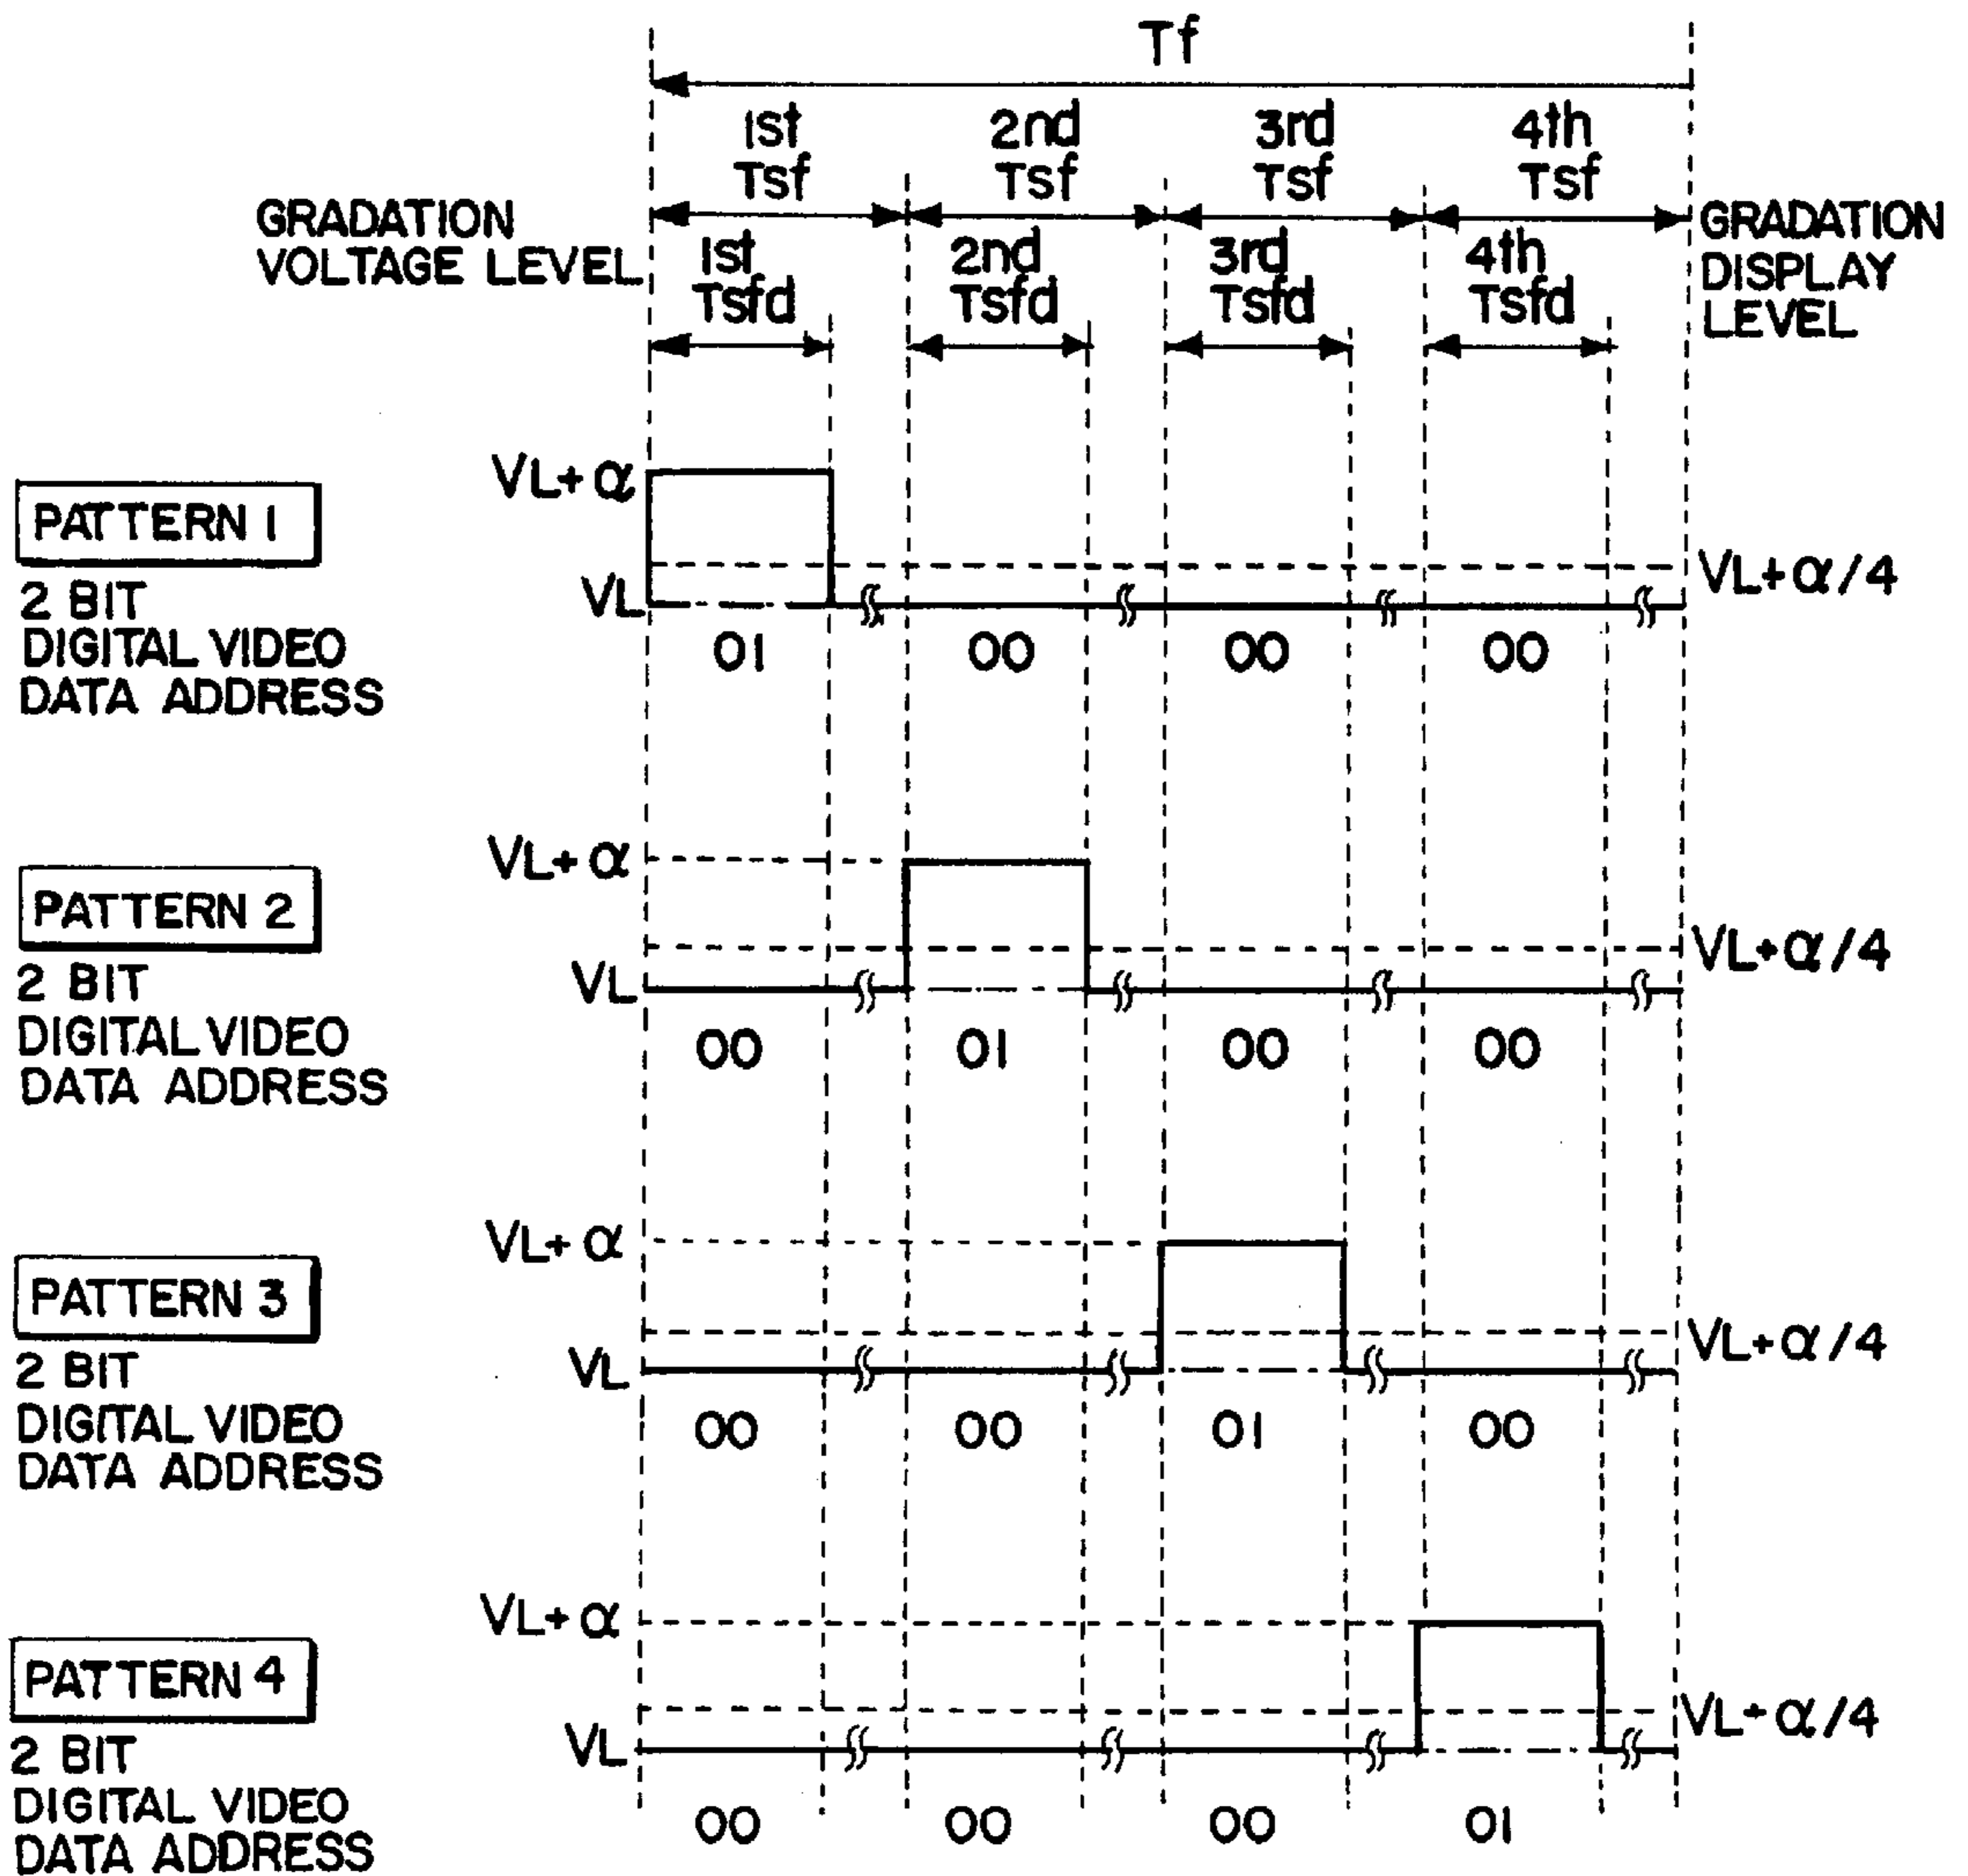 Tf
1st 2nd 3rd 4th
Tsf Tsf Tsf Tsf
GRADATION
VOLTAGE LEVEL
GRADATION
DISPLAY
LEVEL
1st 2nd 3rd 4th
Tsfd Tsfd Tsfd Tsfd
PATTERN 1
VL+α
VL
VL+α/4
2 BIT
DIGITAL VIDEO
DATA ADDRESS
01 00 00 00
PATTERN 2
VL+α
VL
VL+α/4
2 BIT
DIGITAL VIDEO
DATA ADDRESS
00 01 00 00
PATTERN 3
VL+α
VL
VL+α/4
2 BIT
DIGITAL VIDEO
DATA ADDRESS
00 00 01 00
PATTERN 4
VL+α
VL
VL+α/4
2 BIT
DIGITAL VIDEO
DATA ADDRESS
00 00 00 01